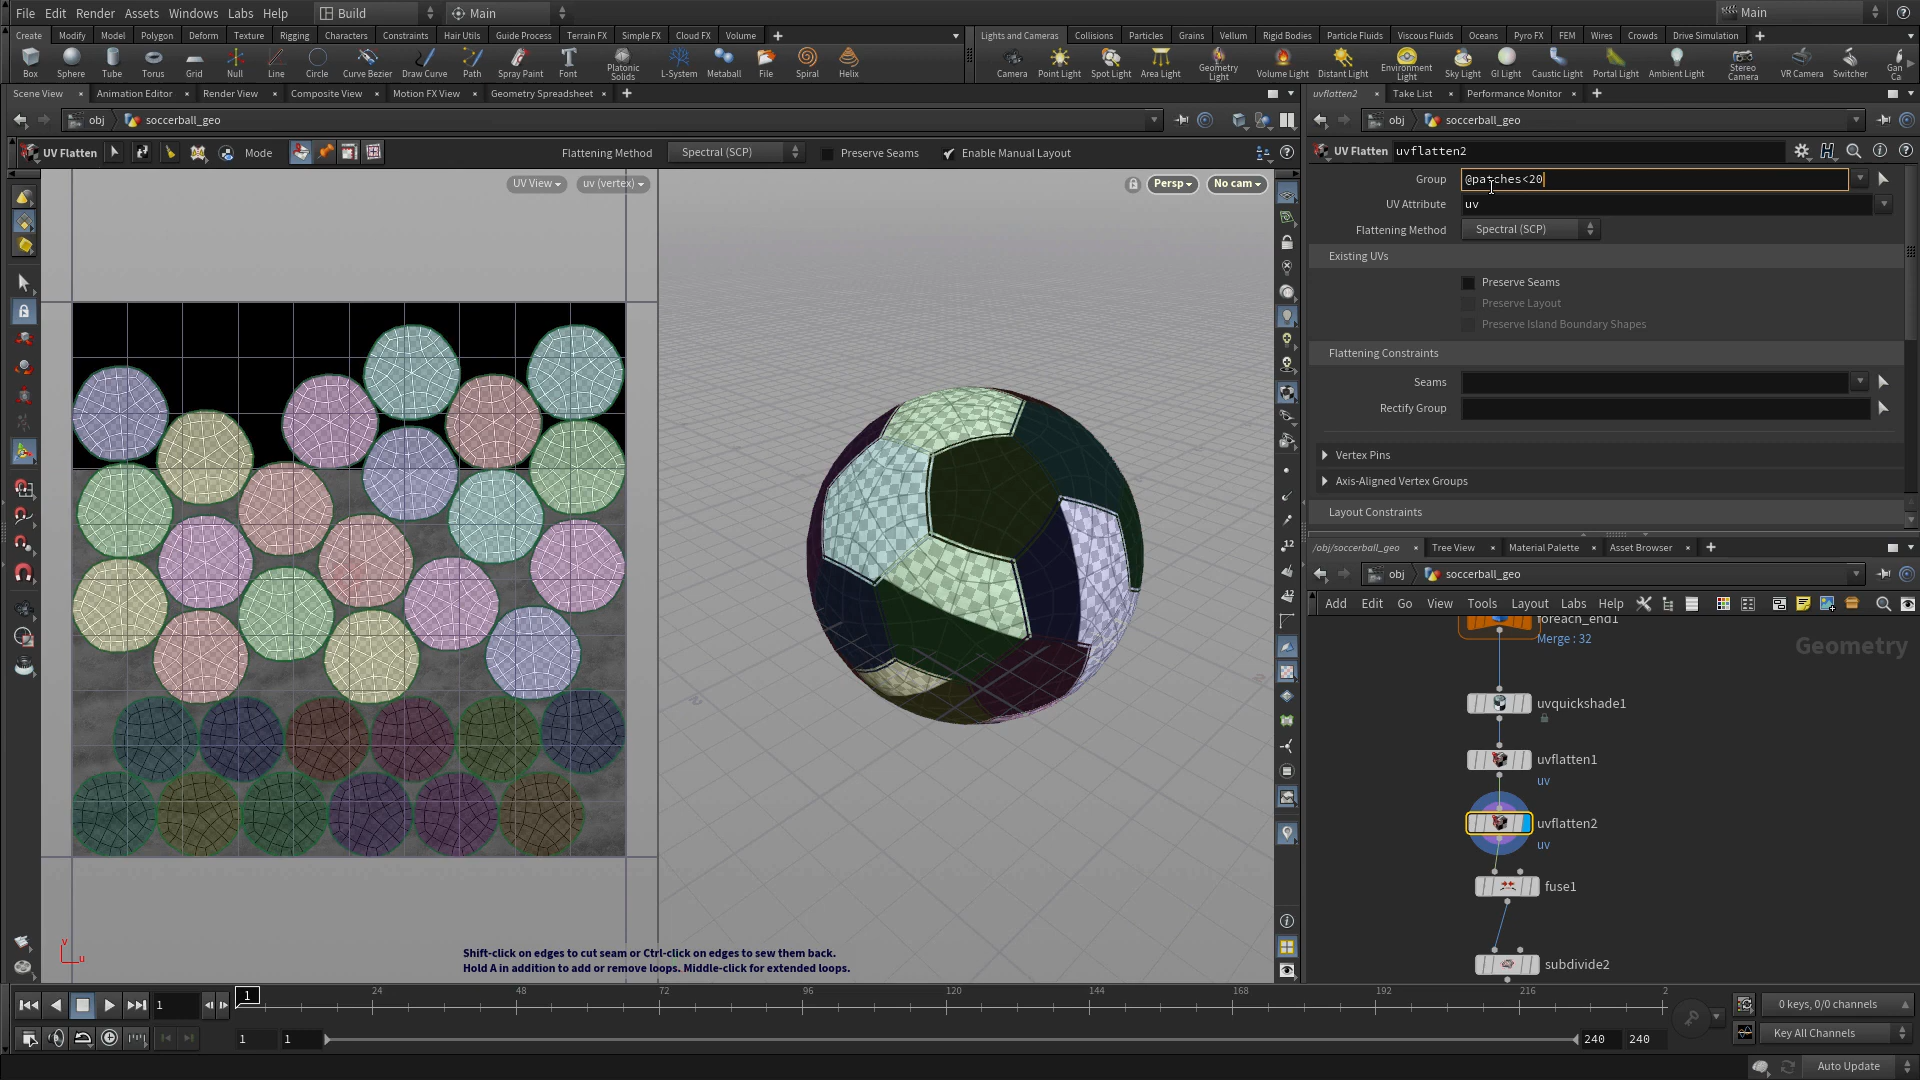 File Edit Render Assets Windows Labs Help Build Main Main
Create Modify Model Polygon Deform Texture Rigging Characters Constraints Hair Utils Guide Process Terrain FX Simple FX Cloud FX Volume
Lights and Cameras Collisions Particles Grains Vellum Rigid Bodies Particle Fluids Viscous Fluids Oceans Pyro FX FEM Wires Crowds Drive Simulation
Box Sphere Tube Torus Grid Null Line Circle Curve Bezier Draw Curve Path Spray Paint Font Platonic Solids L-System Metaball File Spiral Helix
Camera Point Light Spot Light Area Light Geometry Light Volume Light Distant Light Environment Light Sky Light GI Light Caustic Light Portal Light Ambient Light Stereo Camera VR Camera Switcher Gan Ca
Scene View Animation Editor Render View Composite View Motion FX View Geometry Spreadsheet
uvflatten2 Take List Performance Monitor
obj soccerball_geo
obj soccerball_geo
UV Flatten Mode Flattening Method Spectral (SCP) Preserve Seams Enable Manual Layout
UV Flatten uvflatten2
UV View uv (vertex) Persp No cam
Group @patches<20
UV Attribute uv
Flattening Method Spectral (SCP)
Existing UVs
Preserve Seams
Preserve Layout
Preserve Island Boundary Shapes
Flattening Constraints
Seams
Rectify Group
Vertex Pins
Axis-Aligned Vertex Groups
Layout Constraints
/obj/soccerball_geo Tree View Material Palette Asset Browser
obj soccerball_geo
Add Edit Go View Tools Layout Labs Help
foreach_end1
Merge : 32
Geometry
uvquickshade1
uvflatten1
uv
uvflatten2
uv
fuse1
subdivide2
12
12
v
u
Shift-click on edges to cut seam or Ctrl-click on edges to sew them back.
Hold A in addition to add or remove loops. Middle-click for extended loops.
1 1 24 48 72 96 120 144 168 192 216 2
0 keys, 0/0 channels
1 1 240 240 Key All Channels
Auto Update